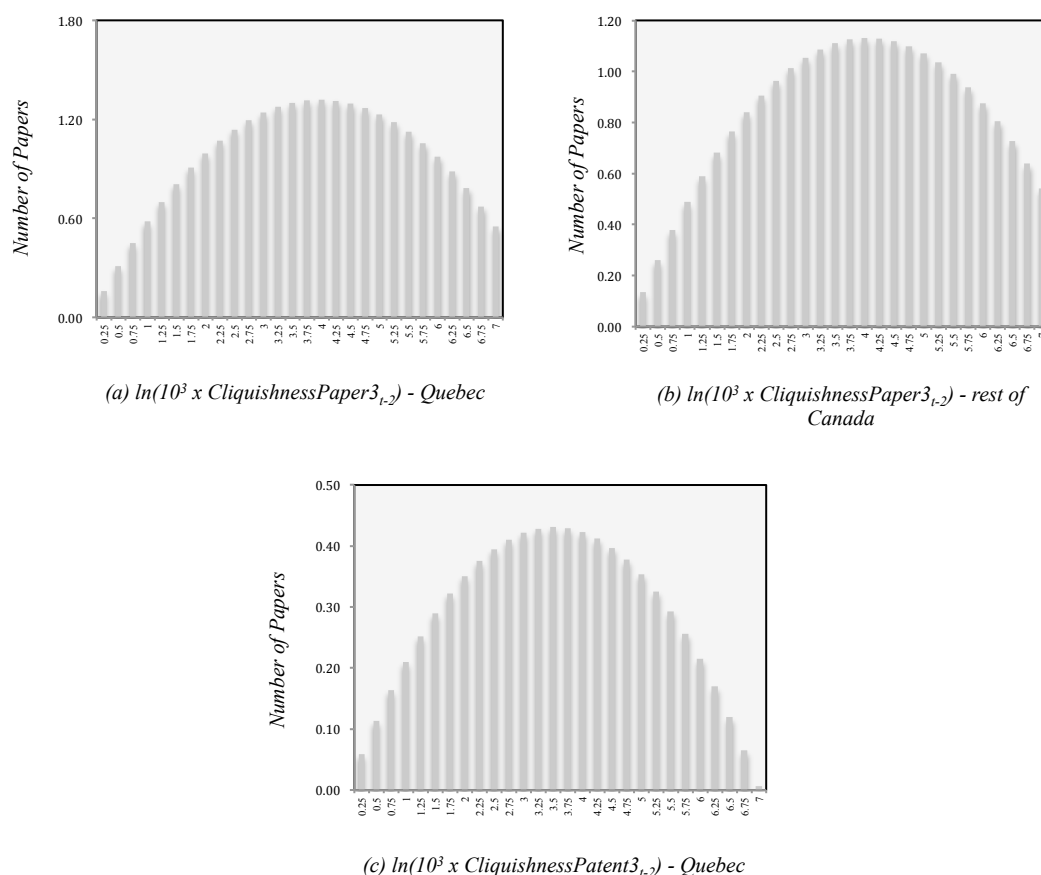 1.80
1.20
0.60
0.00
Number of Papers
0.25 0.5 0.75 1 1.25 1.5 1.75 2 2.25 2.5 2.75 3 3.25 3.5 3.75 4 4.25 4.5 4.75 5 5.25 5.5 5.75 6 6.25 6.5 6.75 7
(a) ln(10³ x CliquishnessPaper3t-2) - Quebec
1.20
1.00
0.80
0.60
0.40
0.20
0.00
Number of Papers
0.25 0.5 0.75 1 1.25 1.5 1.75 2 2.25 2.5 2.75 3 3.25 3.5 3.75 4 4.25 4.5 4.75 5 5.25 5.5 5.75 6 6.25 6.5 6.75 7
(b) ln(10³ x CliquishnessPaper3t-2) - rest of
Canada
0.50
0.40
0.30
0.20
0.10
0.00
Number of Papers
0.25 0.5 0.75 1 1.25 1.5 1.75 2 2.25 2.5 2.75 3 3.25 3.5 3.75 4 4.25 4.5 4.75 5 5.25 5.5 5.75 6 6.25 6.5 6.75 7
(c) ln(10³ x CliquishnessPatent3t-2) - Quebec